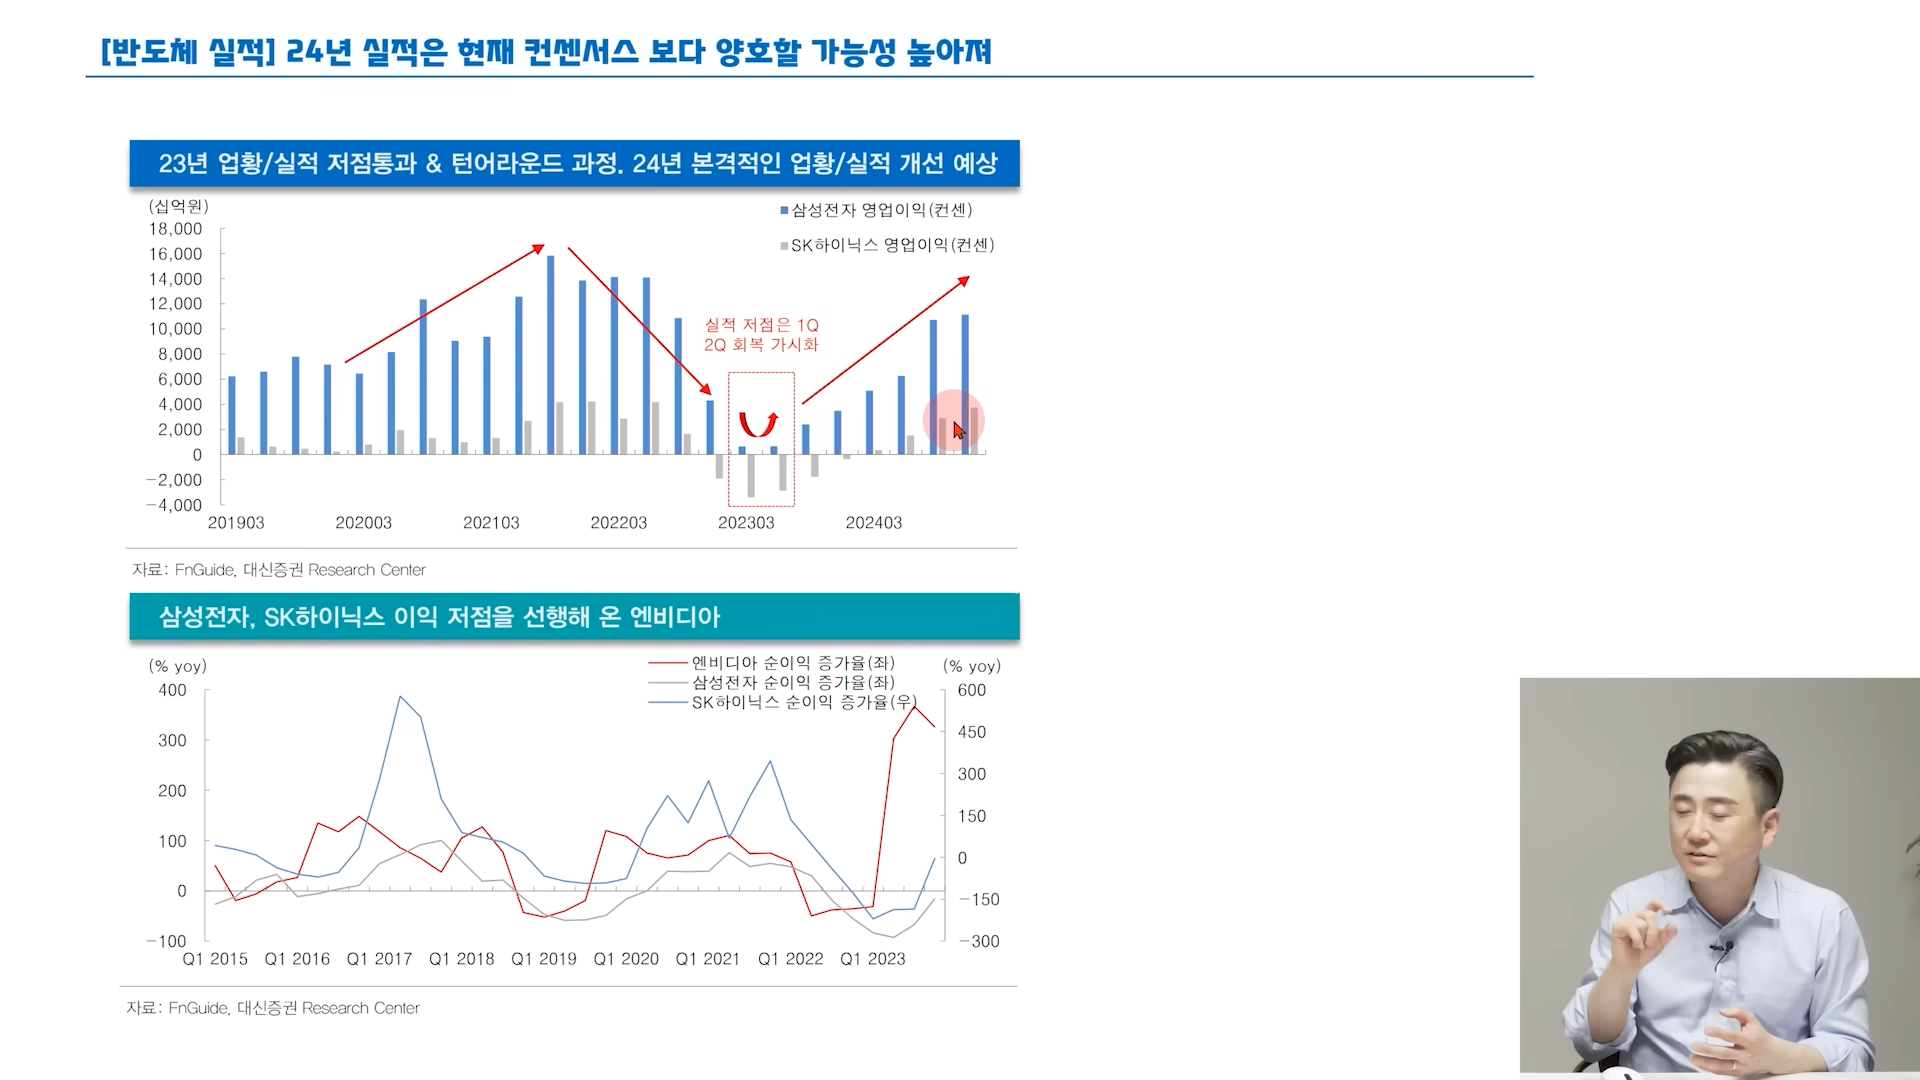 [반도체 실적] 24년 실적은 현재 컨센서스 보다 양호할 가능성 높아져
23년 업황/실적 저점통과 & 턴어라운드 과정. 24년 본격적인 업황/실적 개선 예상
(십억원)
삼성전자 영업이익(컨센)
SK하이닉스 영업이익(컨센)
18,000
16,000
14,000
12,000
10,000
8,000
6,000
4,000
2,000
0
-2,000
-4,000
실적 저점은 1Q
2Q 회복 가시화
201903 202003 202103 202203 202303 202403
자료: FnGuide, 대신증권 Research Center
삼성전자, SK하이닉스 이익 저점을 선행해 온 엔비디아
(% yoy)
(% yoy)
엔비디아 순이익 증가율(좌)
삼성전자 순이익 증가율(좌)
SK하이닉스 순이익 증가율(우)
400
300
200
100
0
-100
600
450
300
150
0
-150
-300
Q1 2015 Q1 2016 Q1 2017 Q1 2018 Q1 2019 Q1 2020 Q1 2021 Q1 2022 Q1 2023
자료: FnGuide, 대신증권 Research Center